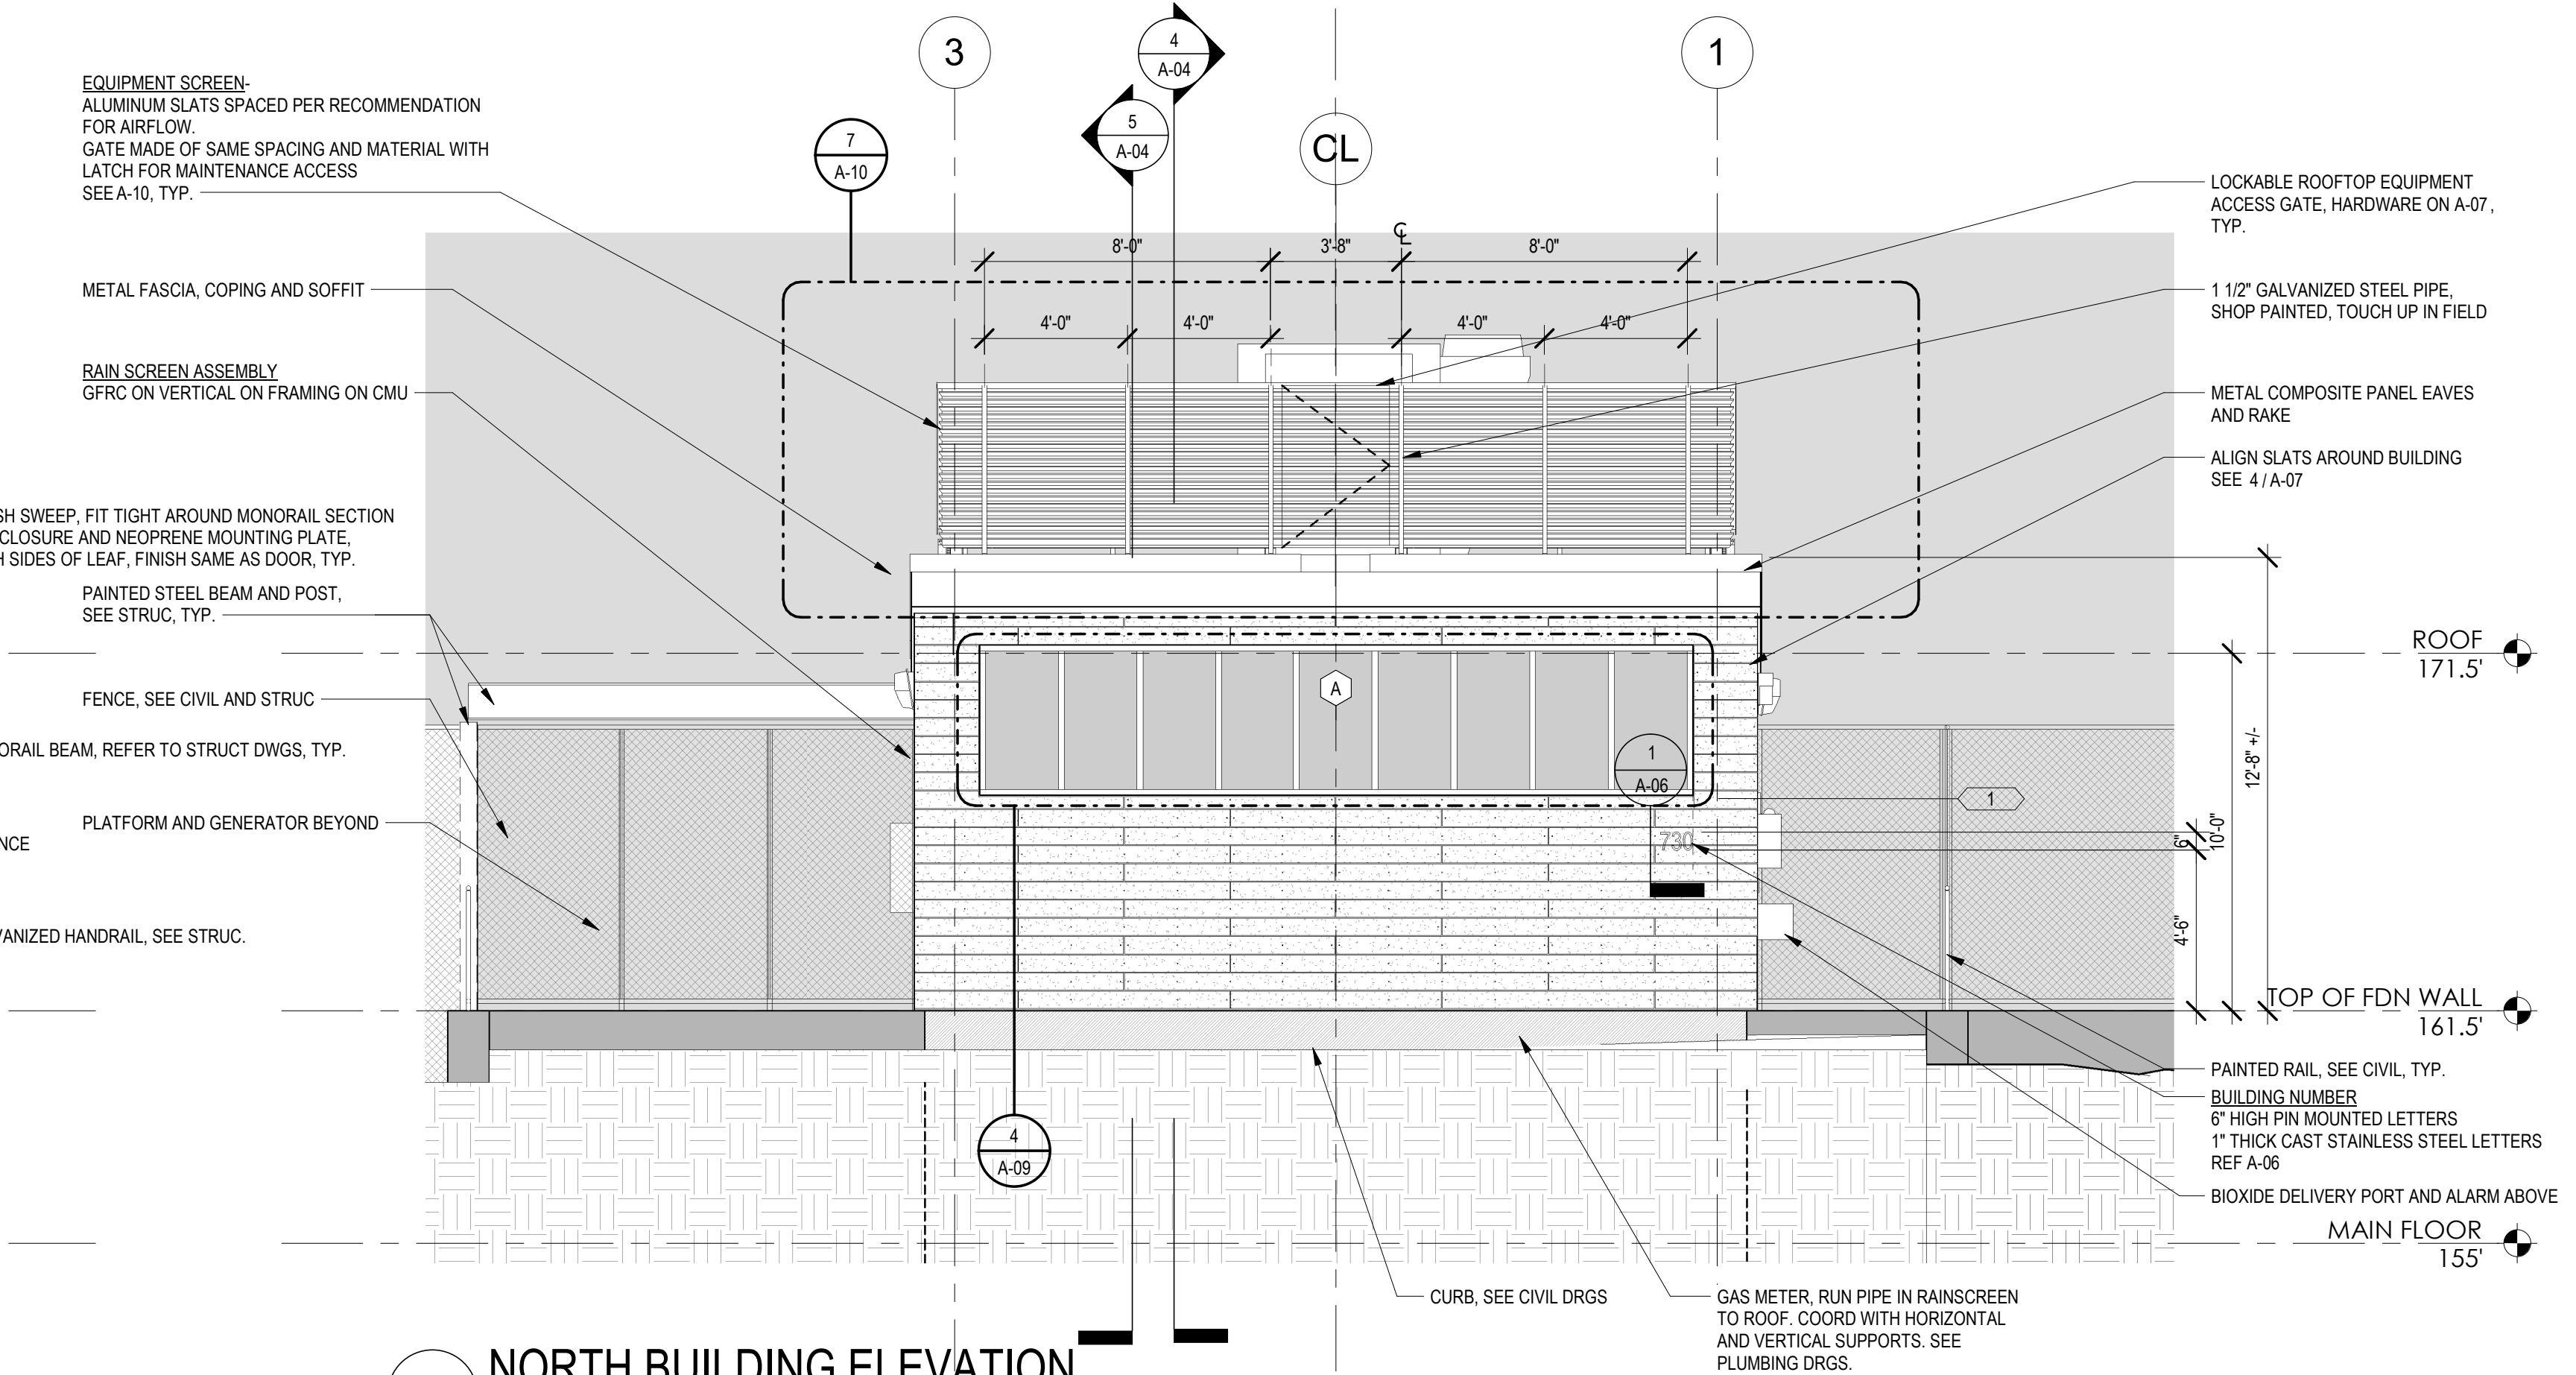 3
4
A-04
1
5
A-04
CL
7
A-10
EQUIPMENT SCREEN-
ALUMINUM SLATS SPACED PER RECOMMENDATION
FOR AIRFLOW.
GATE MADE OF SAME SPACING AND MATERIAL WITH
LATCH FOR MAINTENANCE ACCESS
SEE A-10, TYP.
METAL FASCIA, COPING AND SOFFIT
RAIN SCREEN ASSEMBLY
GFRC ON VERTICAL ON FRAMING ON CMU
SH SWEEP, FIT TIGHT AROUND MONORAIL SECTION
CLOSURE AND NEOPRENE MOUNTING PLATE,
H SIDES OF LEAF, FINISH SAME AS DOOR, TYP.
PAINTED STEEL BEAM AND POST,
SEE STRUC, TYP.
FENCE, SEE CIVIL AND STRUC
ORAIL BEAM, REFER TO STRUCT DWGS, TYP.
PLATFORM AND GENERATOR BEYOND
NCE
VANIZED HANDRAIL, SEE STRUC.
8'-0"
3'-8"
℄
8'-0"
4'-0"
4'-0"
4'-0"
4'-0"
A
1
A-06
730
1
4
A-09
LOCKABLE ROOFTOP EQUIPMENT
ACCESS GATE, HARDWARE ON A-07,
TYP.
1 1/2" GALVANIZED STEEL PIPE,
SHOP PAINTED, TOUCH UP IN FIELD
METAL COMPOSITE PANEL EAVES
AND RAKE
ALIGN SLATS AROUND BUILDING
SEE 4 / A-07
ROOF
171.5'
12'-8" +/-
10'-0"
6"
4'-6"
TOP OF FDN WALL
161.5'
PAINTED RAIL, SEE CIVIL, TYP.
BUILDING NUMBER
6" HIGH PIN MOUNTED LETTERS
1" THICK CAST STAINLESS STEEL LETTERS
REF A-06
BIOXIDE DELIVERY PORT AND ALARM ABOVE
MAIN FLOOR
155'
CURB, SEE CIVIL DRGS
GAS METER, RUN PIPE IN RAINSCREEN
TO ROOF. COORD WITH HORIZONTAL
AND VERTICAL SUPPORTS. SEE
PLUMBING DRGS.
NORTH BUILDING ELEVATION